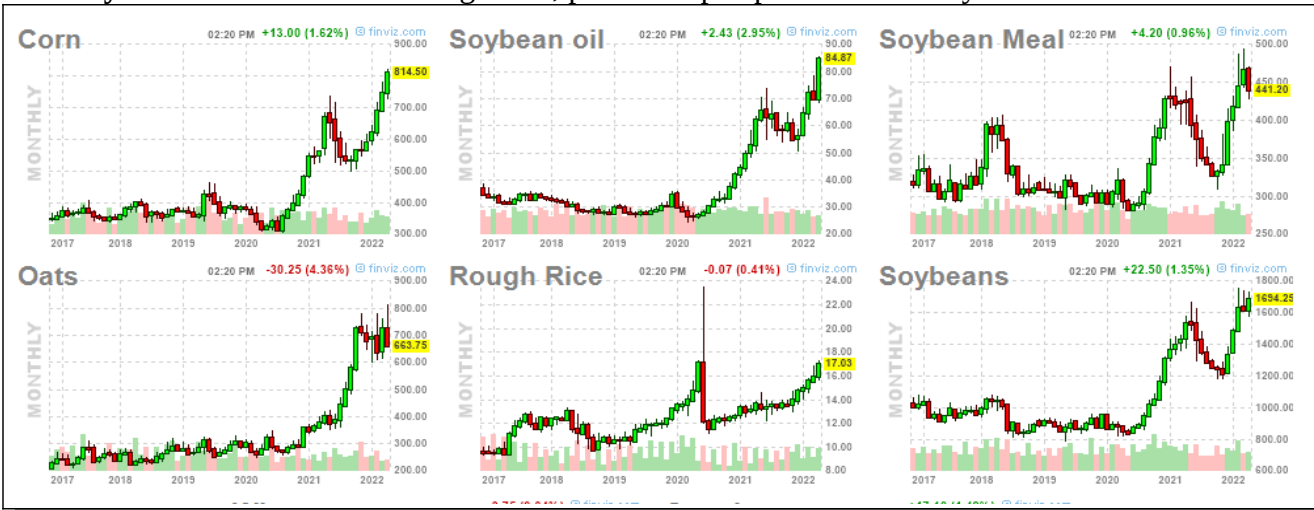 Corn 02:20 PM +13.00 (1.62%) © finviz.com
900.00
814.50
700.00
600.00
500.00
400.00
300.00
MONTHLY
2017 2018 2019 2020 2021 2022
Soybean oil 02:20 PM +2.43 (2.95%) © finviz.com
90.00
84.87
80.00
70.00
60.00
50.00
40.00
30.00
20.00
MONTHLY
2017 2018 2019 2020 2021 2022
Soybean Meal 02:20 PM +4.20 (0.96%) © finviz.com
500.00
450.00
441.20
400.00
350.00
300.00
250.00
MONTHLY
2017 2018 2019 2020 2021 2022
Oats 02:20 PM -30.25 (4.36%) © finviz.com
900.00
800.00
700.00
663.75
600.00
500.00
400.00
300.00
200.00
MONTHLY
2017 2018 2019 2020 2021 2022
Rough Rice 02:20 PM -0.07 (0.41%) © finviz.com
24.00
22.00
20.00
18.00
17.03
16.00
14.00
12.00
10.00
8.00
MONTHLY
2017 2018 2019 2020 2021 2022
Soybeans 02:20 PM +22.50 (1.35%) © finviz.com
1800.00
1694.25
1600.00
1400.00
1200.00
1000.00
800.00
600.00
MONTHLY
2017 2018 2019 2020 2021 2022